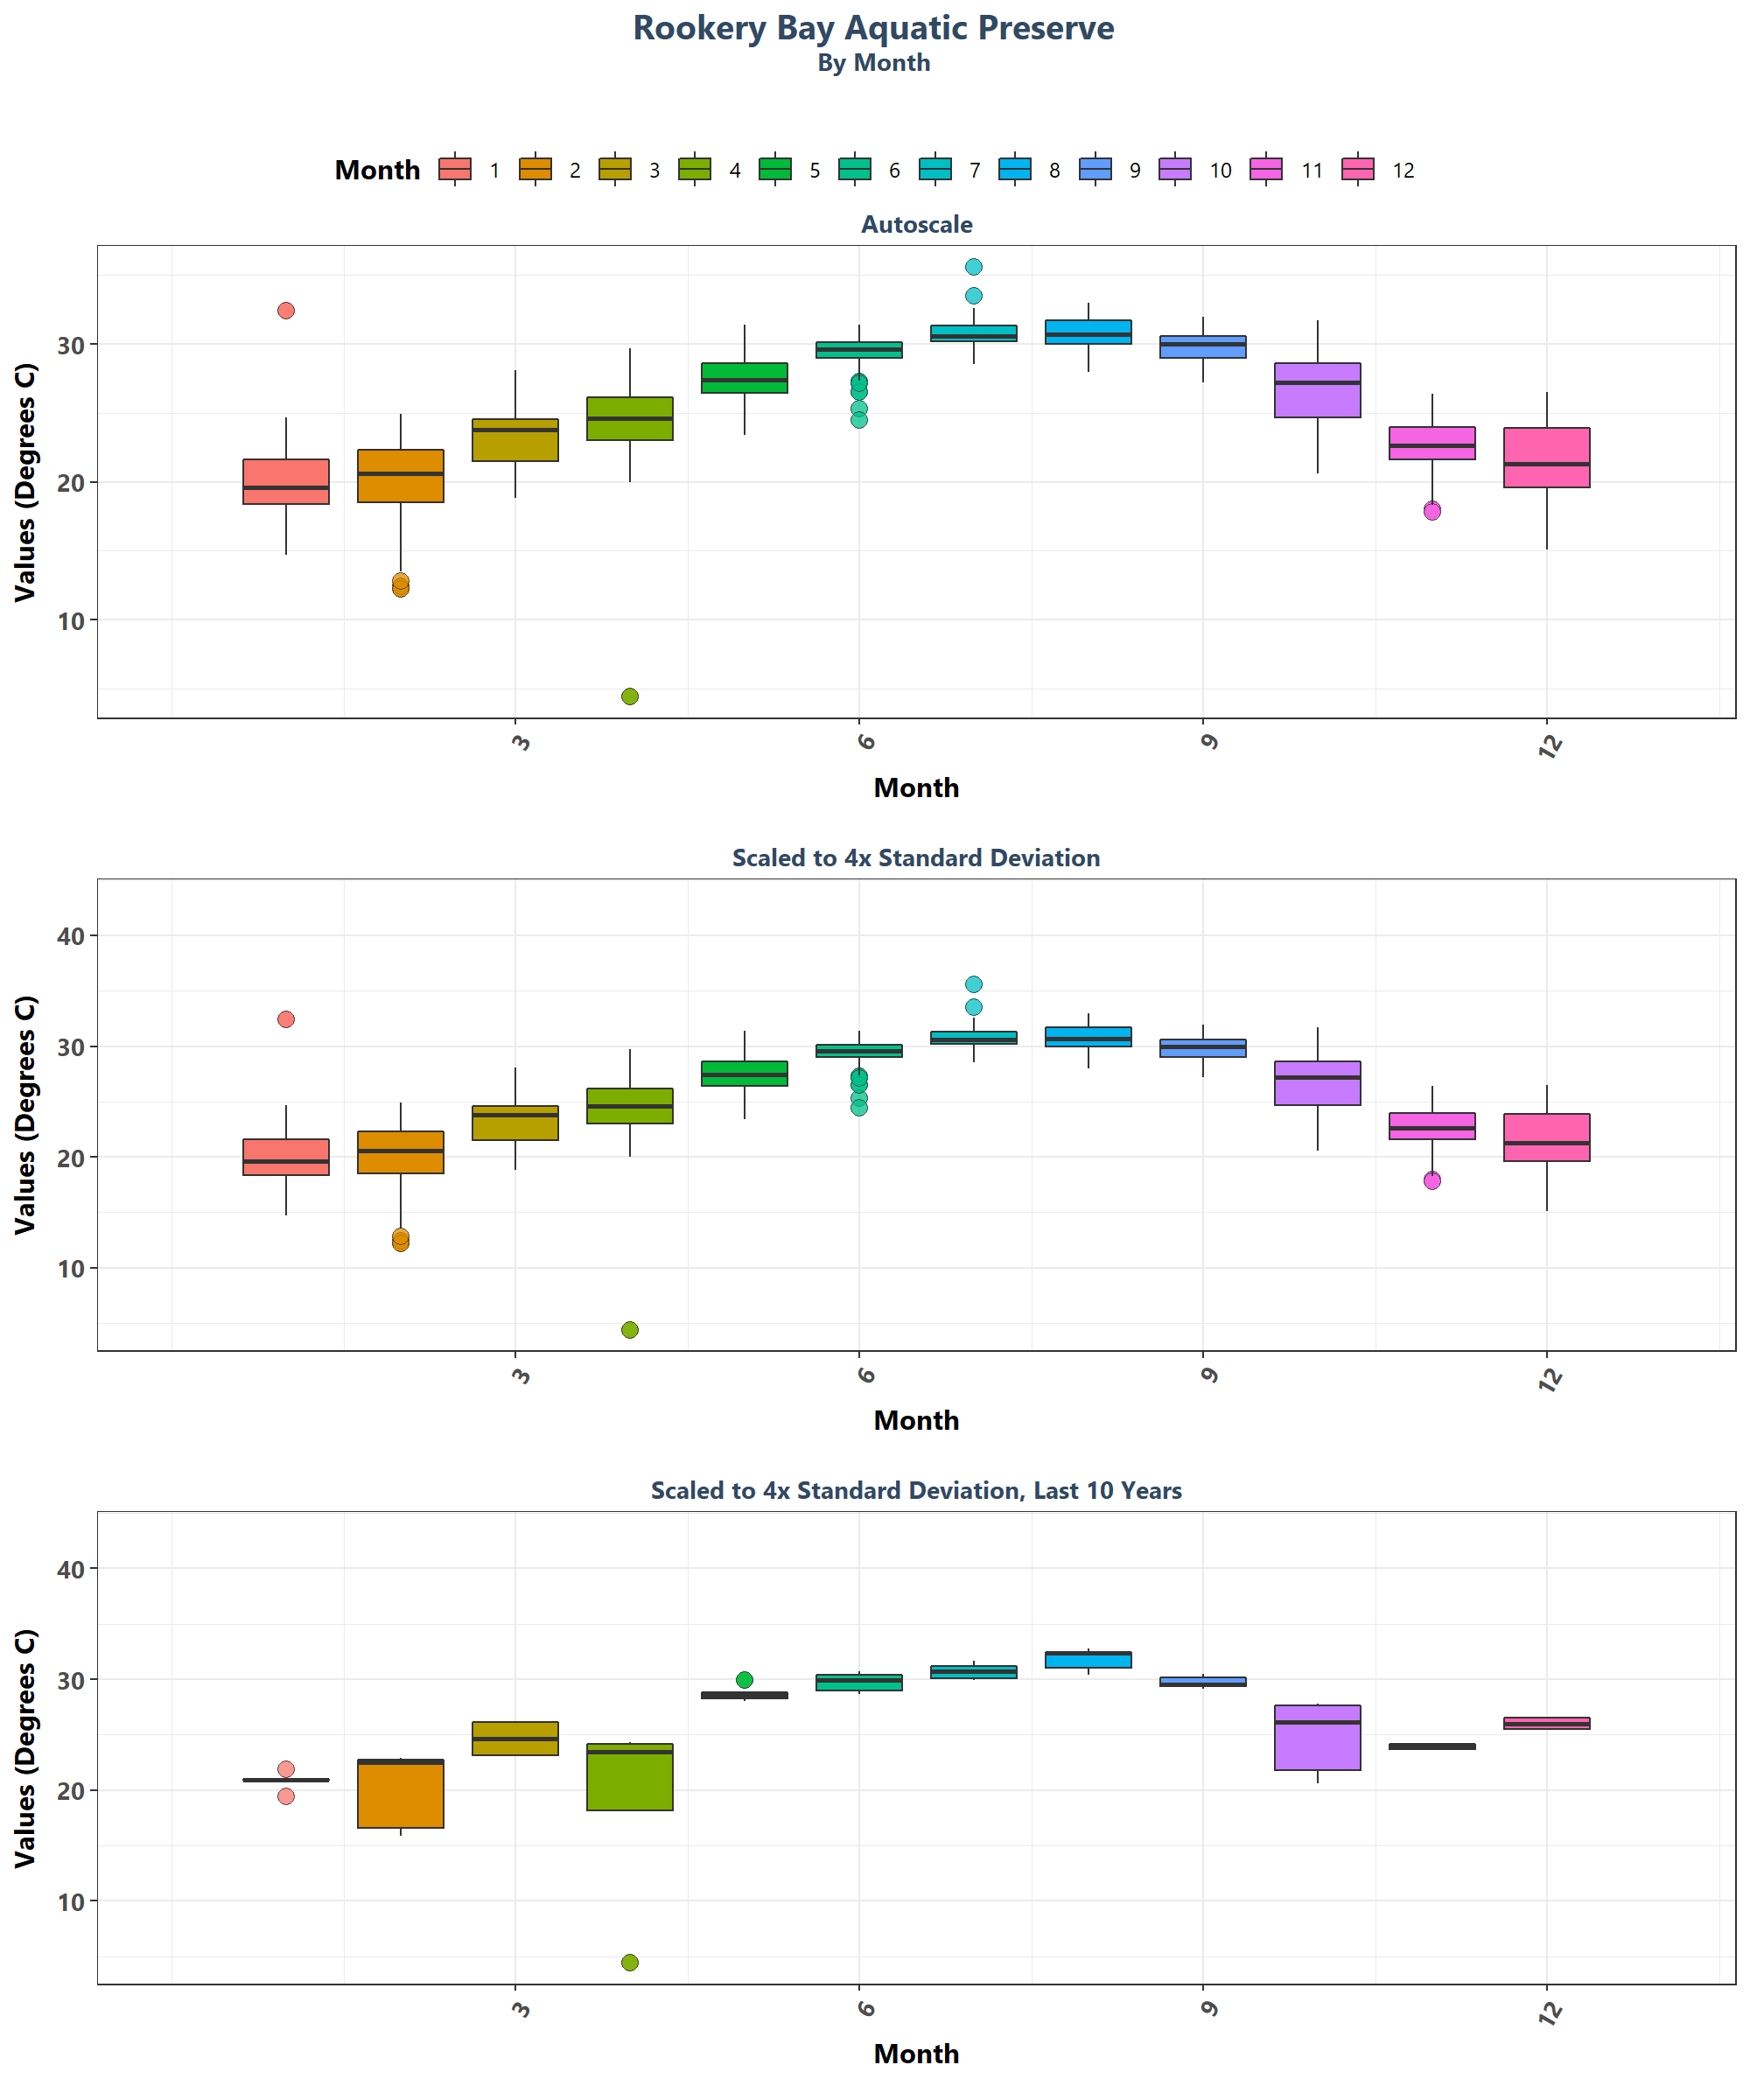 Rookery Bay Aquatic Preserve
By Month
Month 1 2 3 4 5 6 7 8 9 10 11 12
Autoscale
Values (Degrees C)
30
20
10
3 6 9 12
Month
Scaled to 4x Standard Deviation
Values (Degrees C)
40
30
20
10
3 6 9 12
Month
Scaled to 4x Standard Deviation, Last 10 Years
Values (Degrees C)
40
30
20
10
3 6 9 12
Month